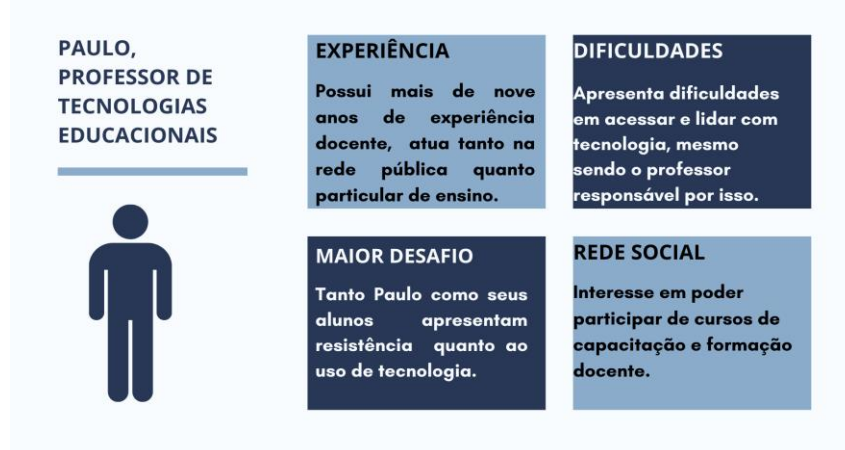 PAULO,
PROFESSOR DE
TECNOLOGIAS
EDUCACIONAIS
EXPERIÊNCIA
Possui mais de nove
anos de experiência
docente, atua tanto na
rede pública quanto
particular de ensino.
DIFICULDADES
Apresenta dificuldades
em acessar e lidar com
tecnologia, mesmo
sendo o professor
responsável por isso.
MAIOR DESAFIO
Tanto Paulo como seus
alunos apresentam
resistência quanto ao
uso de tecnologia.
REDE SOCIAL
Interesse em poder
participar de cursos de
capacitação e formação
docente.